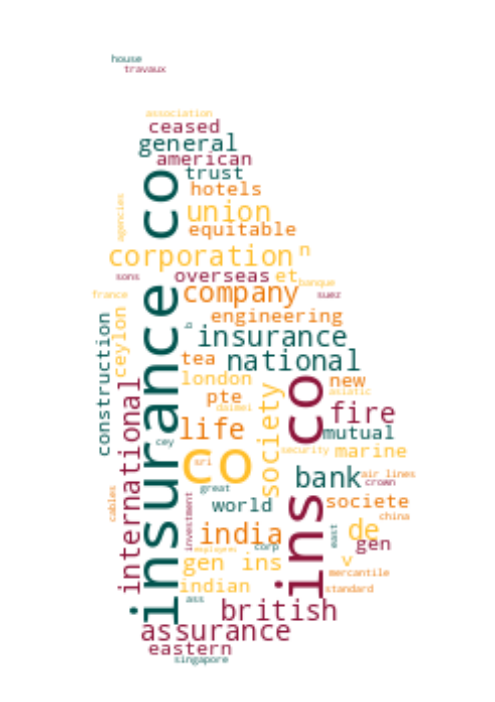 house
travaux
association
ceased
general
american
trust
hotels
agencies
union
equitable
corporation
n
sons
overseas
et
banque
france
company
suez
insurance co
engineering
ceylon
construction
insurance
tea
national
london
new
asiatic
pte
daimei
society
ins co
fire
international
life
mutual
cey
security
marine
co
sri
bank
air lines
crown
great
cables
investment
world
societe
china
india
east
de
gen
employees
corp
gen ins
v
mercantile
indian
standard
ass
british
assurance
eastern
singapore